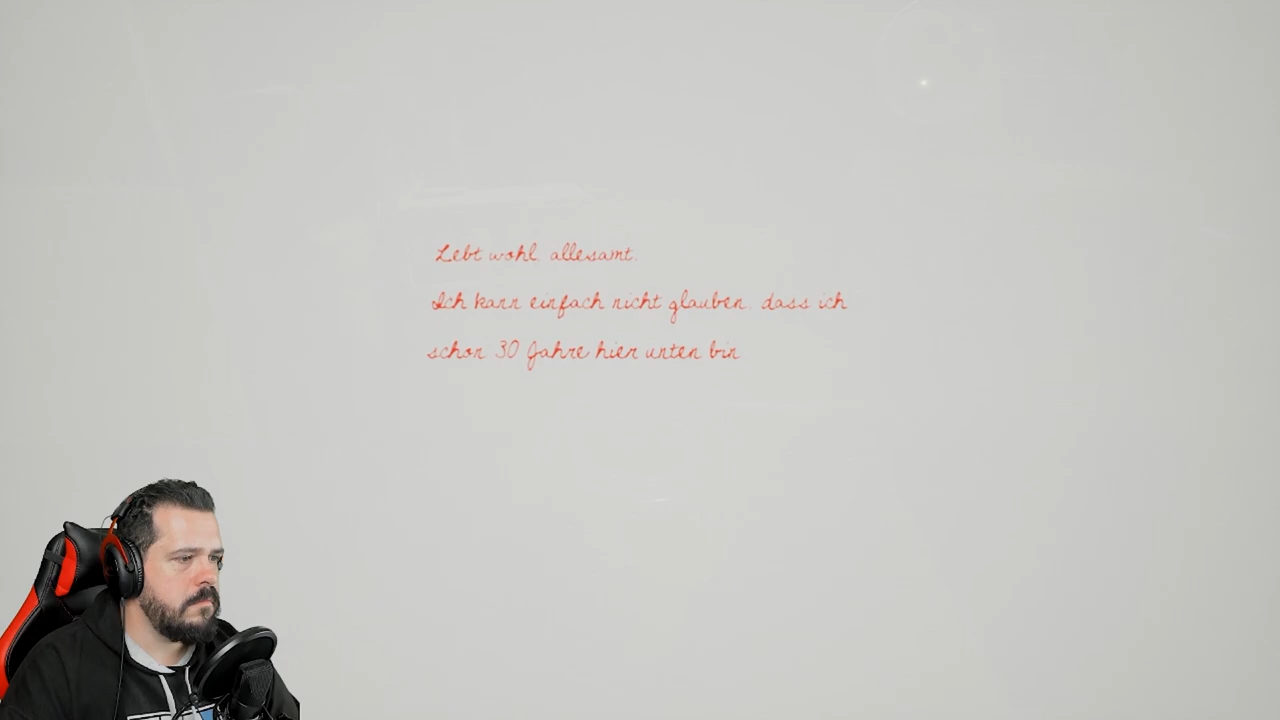 Lebt wohl, allesamt.
Ich kann einfach nicht glauben, dass ich
schon 30 Jahre hier unten bin